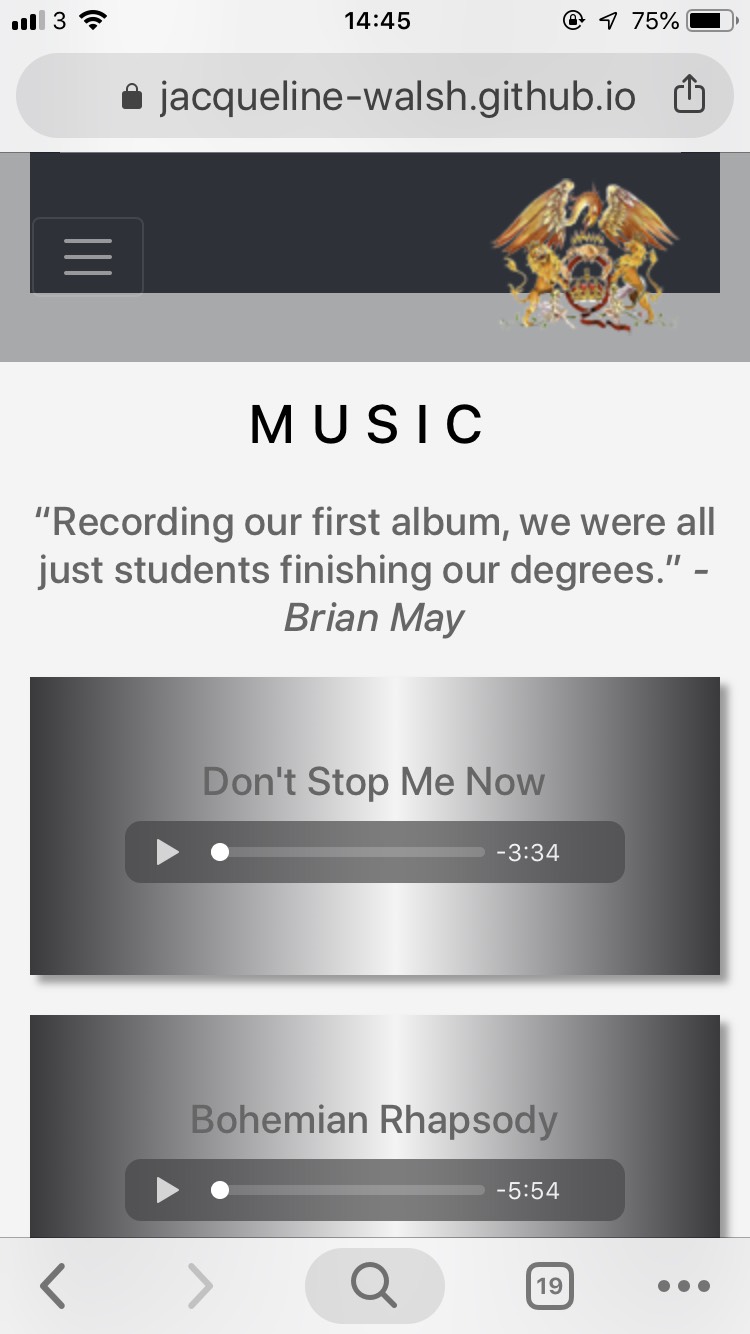 3 14:45 75%
jacqueline-walsh.github.io
MUSIC
“Recording our first album, we were all
just students finishing our degrees.” -
Brian May
Don't Stop Me Now
-3:34
Bohemian Rhapsody
-5:54
19